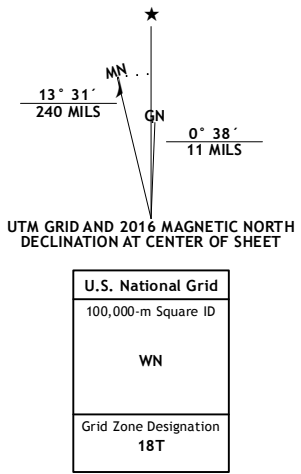 ★
MN
GN
13° 31´
240 MILS
0° 38´
11 MILS
UTM GRID AND 2016 MAGNETIC NORTH
DECLINATION AT CENTER OF SHEET
U.S. National Grid
100,000-m Square ID
WN
Grid Zone Designation
18T